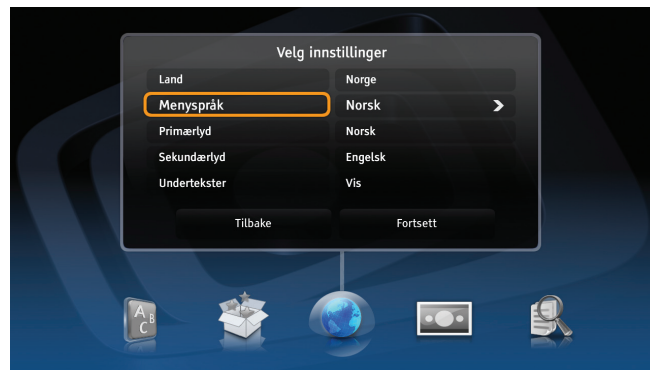 Velg innstillinger
Land Norge
Menyspråk Norsk
Primærlyd Norsk
Sekundærlyd Engelsk
Undertekster Vis
Tilbake Fortsett
A B
C